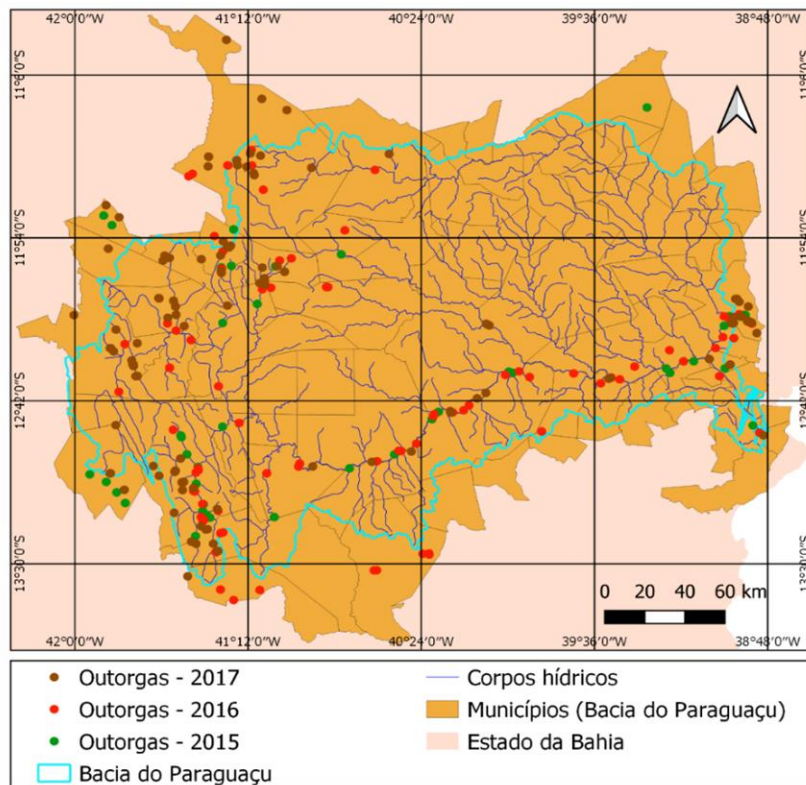 42°0'0"W 41°12'0"W 40°24'0"W 39°36'0"W 38°48'0"W
11°6'0"S 11°6'0"S
11°54'0"S 11°54'0"S
12°42'0"S 12°42'0"S
13°30'0"S 13°30'0"S
0 20 40 60 km
42°0'0"W 41°12'0"W 40°24'0"W 39°36'0"W 38°48'0"W
Outorgas - 2017
Outorgas - 2016
Outorgas - 2015
Bacia do Paraguaçu
Corpos hídricos
Municípios (Bacia do Paraguaçu)
Estado da Bahia